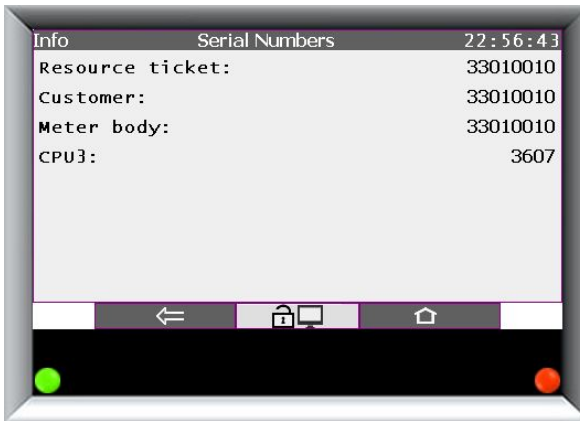 Info Serial Numbers 22:56:43
Resource ticket: 33010010
Customer: 33010010
Meter body: 33010010
CPU3: 3607